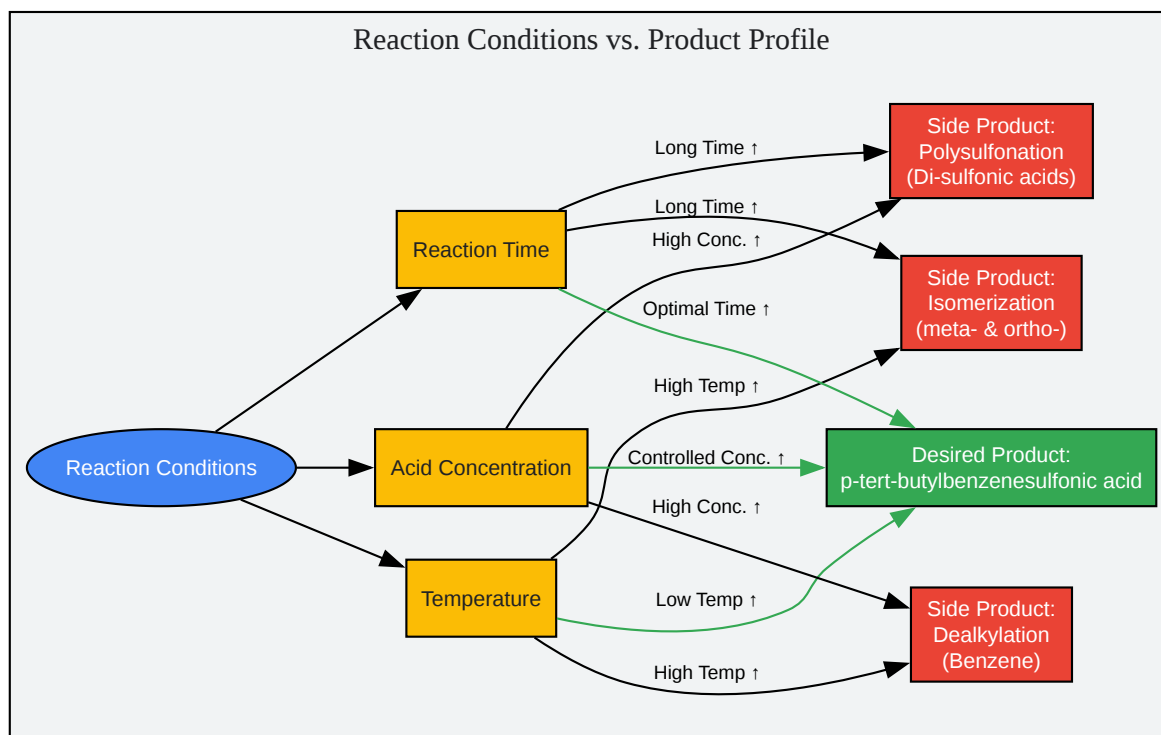 Reaction Conditions vs. Product Profile
Side Product:
Polysulfonation
(Di-sulfonic acids)
Long Time ↑
Long Time ↑
Reaction Time
High Conc. ↑
Side Product:
Isomerization
(meta- & ortho-)
Optimal Time ↑
High Temp ↑
Reaction Conditions
Acid Concentration
Controlled Conc. ↑
Desired Product:
p-tert-butylbenzenesulfonic acid
High Conc. ↑
Temperature
Low Temp ↑
Side Product:
Dealkylation
(Benzene)
High Temp ↑